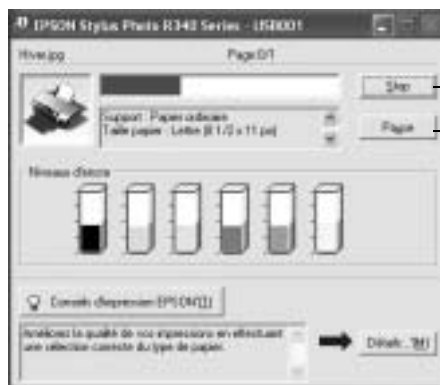 EPSON Stylus Photo R340 Series - USB001
Hiver.jpg Page:0/1
Stop
Support : Papier ordinaire
Taille papier : Lettre (8 1/2 x 11 po)
Pause
Niveaux d'encre
Conseils d'impression EPSON(1)
Améliorez la qualité de vos impressions en effectuant
une sélection correcte du type de papier.
Détails...(M)